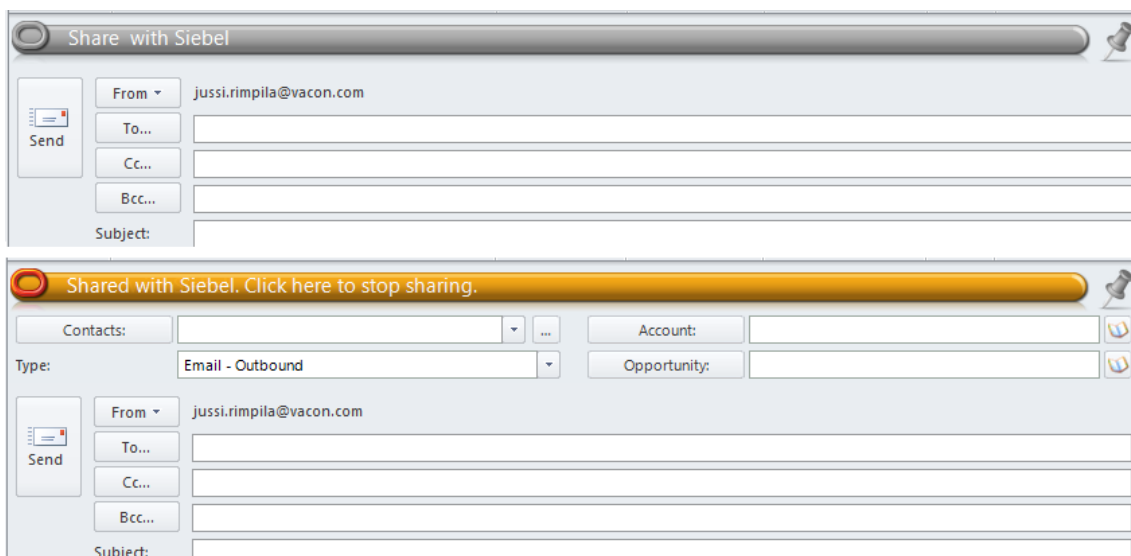 Share with Siebel
From jussi.rimpila@vacon.com
To...
Send
Cc...
Bcc...
Subject:
Shared with Siebel. Click here to stop sharing.
Contacts: ... Account:
Type: Email - Outbound Opportunity:
From jussi.rimpila@vacon.com
To...
Send
Cc...
Bcc...
Subject: